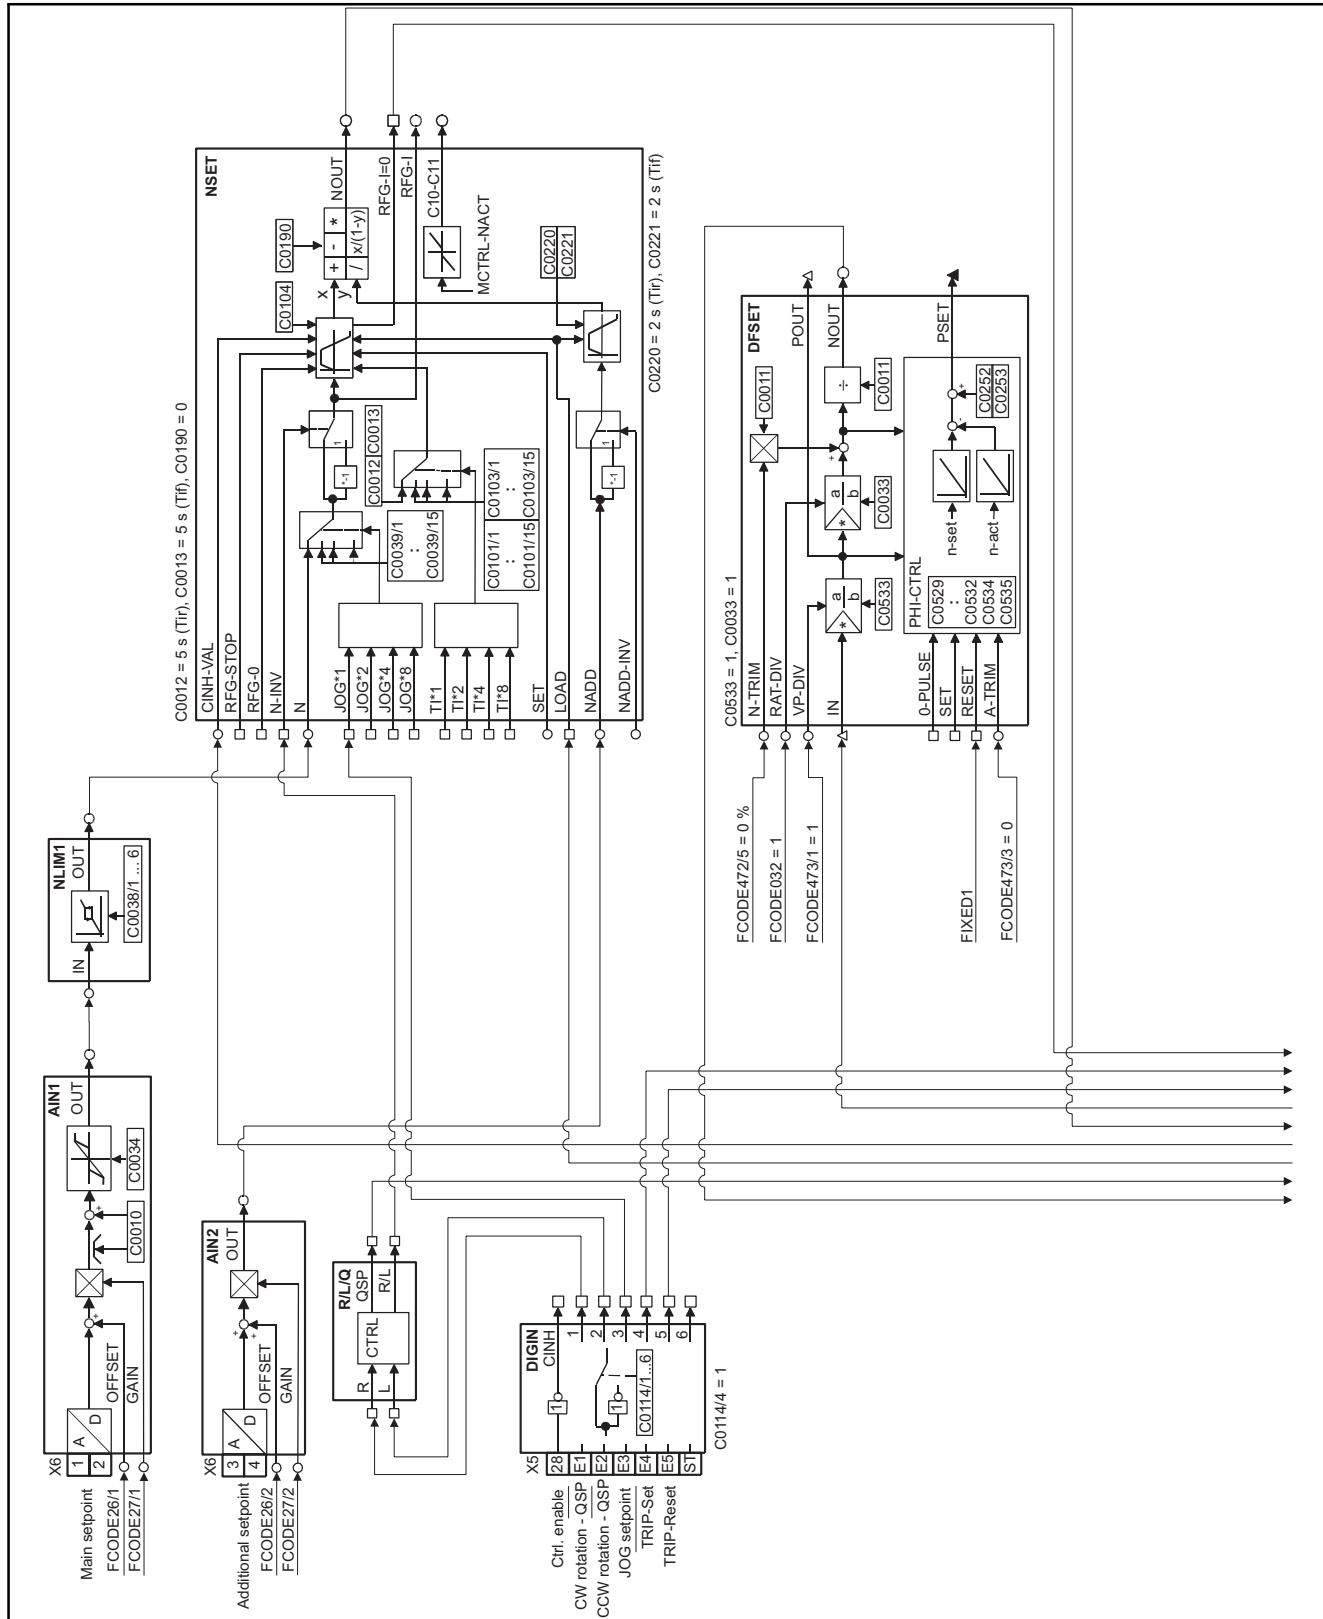 X6
1
2
Main setpoint
FCODE26/1
FCODE27/1
A
D
OFFSET
GAIN
AIN1
OUT
+
+
C0010
C0034
NLIM1
IN
OUT
C0038/1 ... 6
X6
3
4
Additional setpoint
FCODE26/2
FCODE27/2
A
D
OFFSET
GAIN
AIN2
OUT
+
+
R/L/Q
R
L
CTRL
QSP
R/L
X5
28
E1
E2
E3
E4
E5
ST
Ctrl. enable
CW rotation - QSP
CCW rotation - QSP
JOG setpoint
TRIP-Set
TRIP-Reset
DIGIN
CINH
1
2
3
4
5
6
1
1
C0114/1...6
C0114/4 = 1
C0012 = 5 s (Tir), C0013 = 5 s (Tif), C0190 = 0
NSET
CINH-VAL
RFG-STOP
RFG-0
N-INV
N
JOG*1
JOG*2
JOG*4
JOG*8
TI*1
TI*2
TI*4
TI*8
SET
LOAD
NADD
NADD-INV
C0039/1
:
:
C0039/15
*-1
1
C0012
C0013
C0101/1
:
:
C0101/15
C0103/1
:
:
C0103/15
*-1
1
C0104
C0190
x
y
+
-
*
/
x/(1-y)
NOUT
RFG-I=0
RFG-I
C10-C11
MCTRL-NACT
C0220
C0221
C0220 = 2 s (Tir), C0221 = 2 s (Tif)
C0533 = 1, C0033 = 1
DFSET
FCODE472/5 = 0 %
FCODE032 = 1
FCODE473/1 = 1
FIXED1
FCODE473/3 = 0
N-TRIM
RAT-DIV
VP-DIV
IN
0-PULSE
SET
RESET
A-TRIM
*
a
b
C0533
*
a
b
C0033
C0011
+
÷
C0011
POUT
NOUT
PSET
PHI-CTRL
C0529
:
:
C0532
C0534
C0535
n-set
n-act
-
+
C0252
C0253